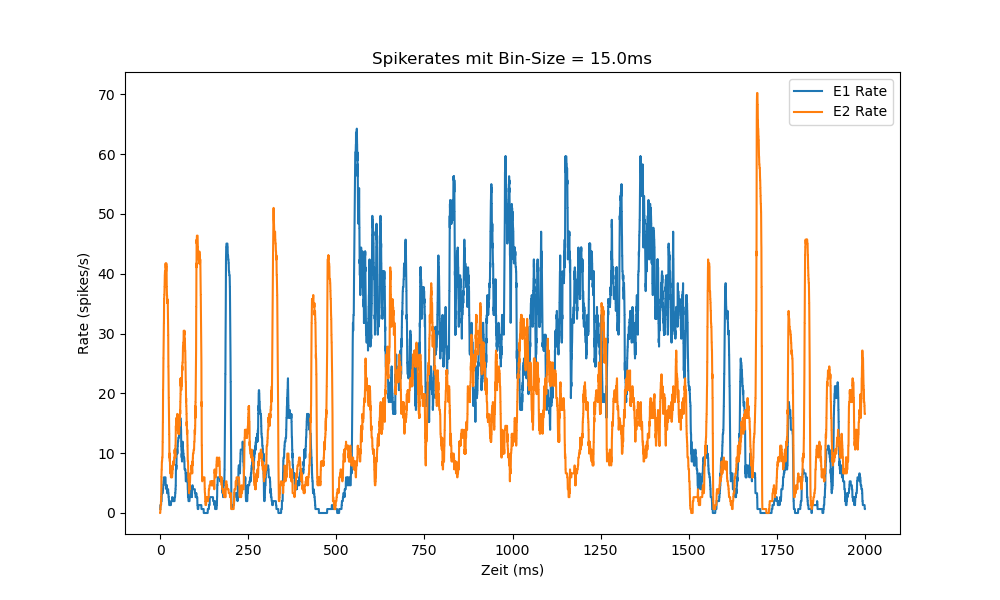 Spikerates mit Bin-Size = 15.0ms
E1 Rate
E2 Rate
70
60
50
40
30
20
10
0
Rate (spikes/s)
0 250 500 750 1000 1250 1500 1750 2000
Zeit (ms)